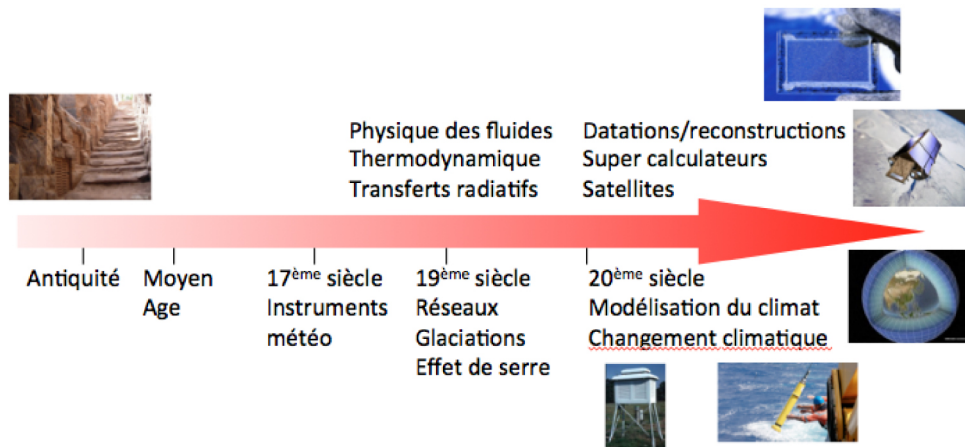 Physique des fluides
Thermodynamique
Transferts radiatifs
Datations/reconstructions
Super calculateurs
Satellites
Antiquité
Moyen
Age
17ème siècle
Instruments
météo
19ème siècle
Réseaux
Glaciations
Effet de serre
20ème siècle
Modélisation du climat
Changement climatique